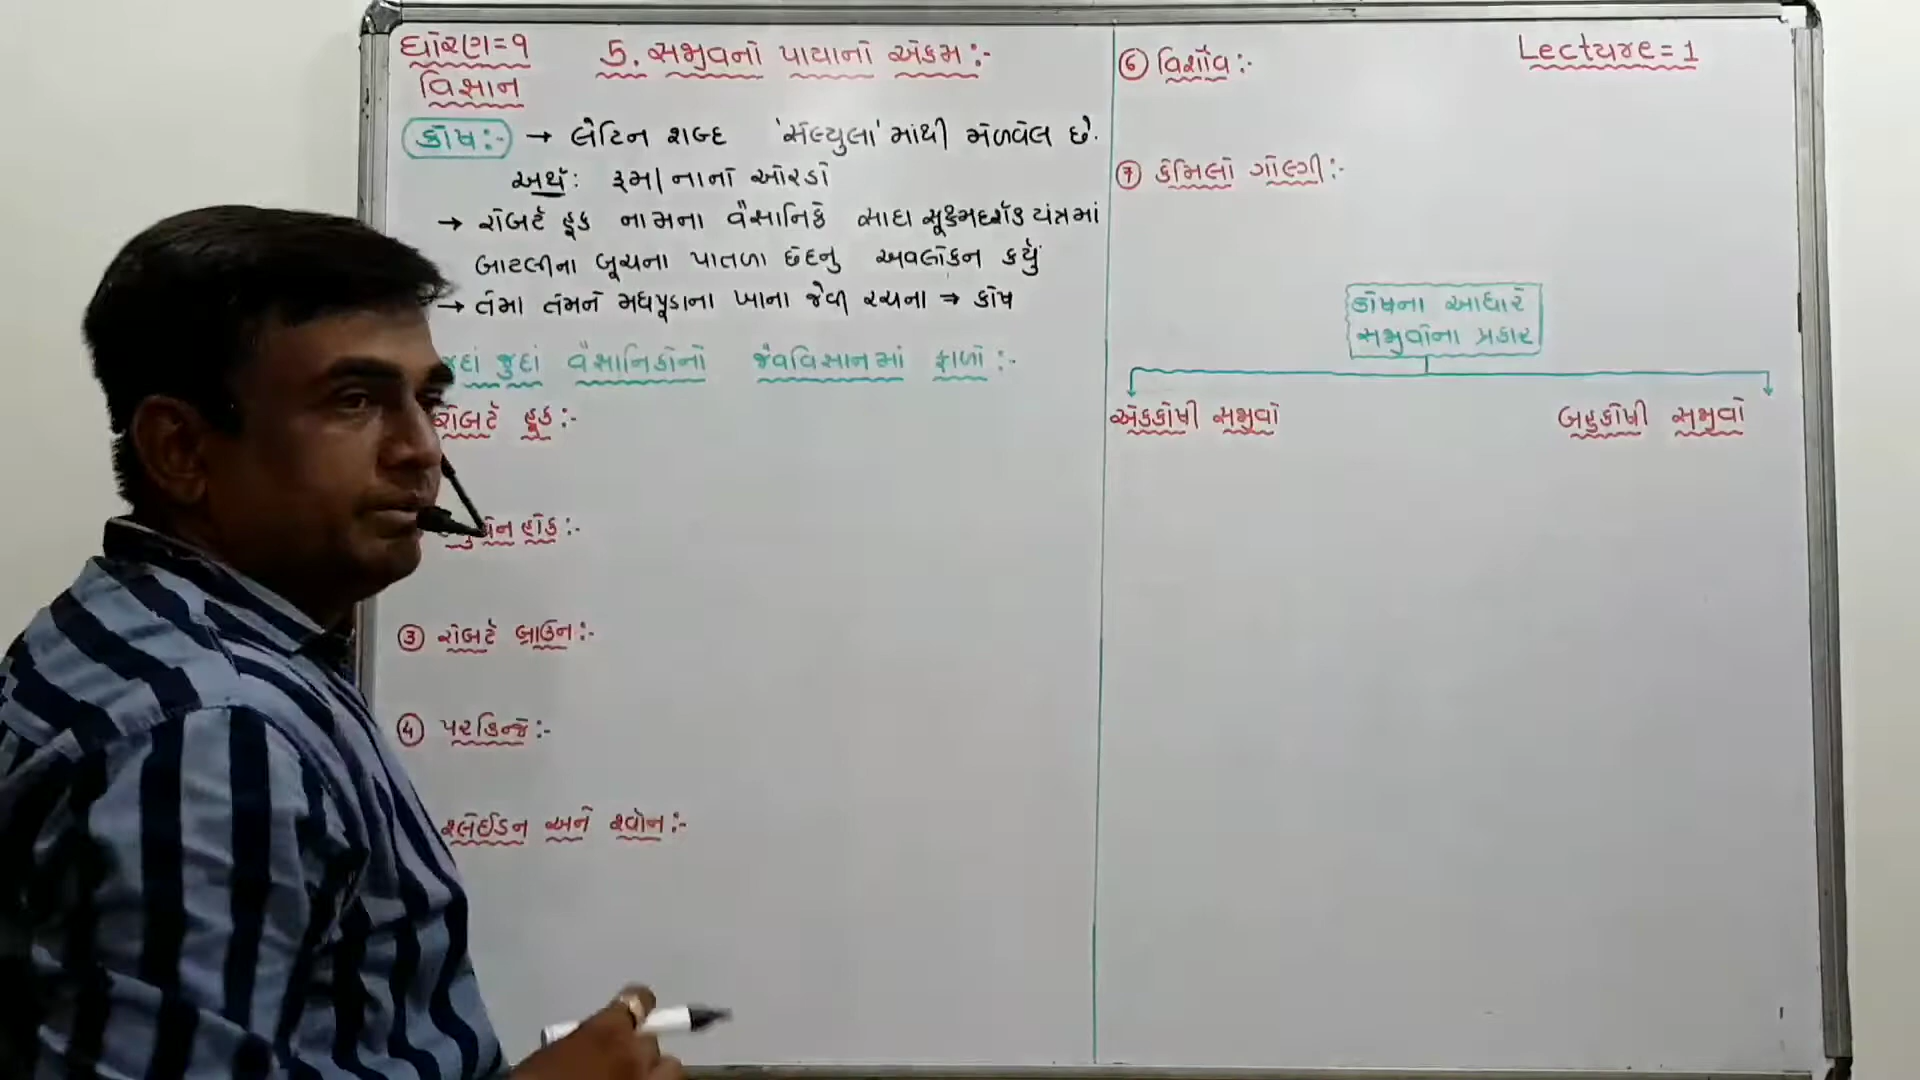 ધોરણ=૧
વિજ્ઞાન
5. સજીવનો પાયાનો એકમ:-
કોષ:- → લેટિન શબ્દ 'સેલ્યુલા' માંથી મેળવેલ છે.
અર્થ: રૂમ/નાનો ઓરડો
→ રોબર્ટ હૂક નામના વૈજ્ઞાનિકે સાદા સૂક્ષ્મદર્શક યંત્રમાં
બાટલીના બૂચના પાતળા છેદનું અવલોકન કર્યું
→ તેમાં તેમને મધપૂડાના ખાના જેવી રચના → કોષ
જુદાં વૈજ્ઞાનિકોનો જૈવવિજ્ઞાનમાં ફાળો:-
રોબર્ટ હૂક:-
હોક:-
③ રોબર્ટ બ્રાઉન:-
④ પરકિન્જે:-
શ્લેઈડન અને શ્વોન:-
Lecture=1
⑥ વિર્શોવ:-
⑦ કેમિલો ગોલ્ગી:-
કોષના આધારે
સજીવોના પ્રકાર
એકકોષી સજીવો
બહુકોષી સજીવો